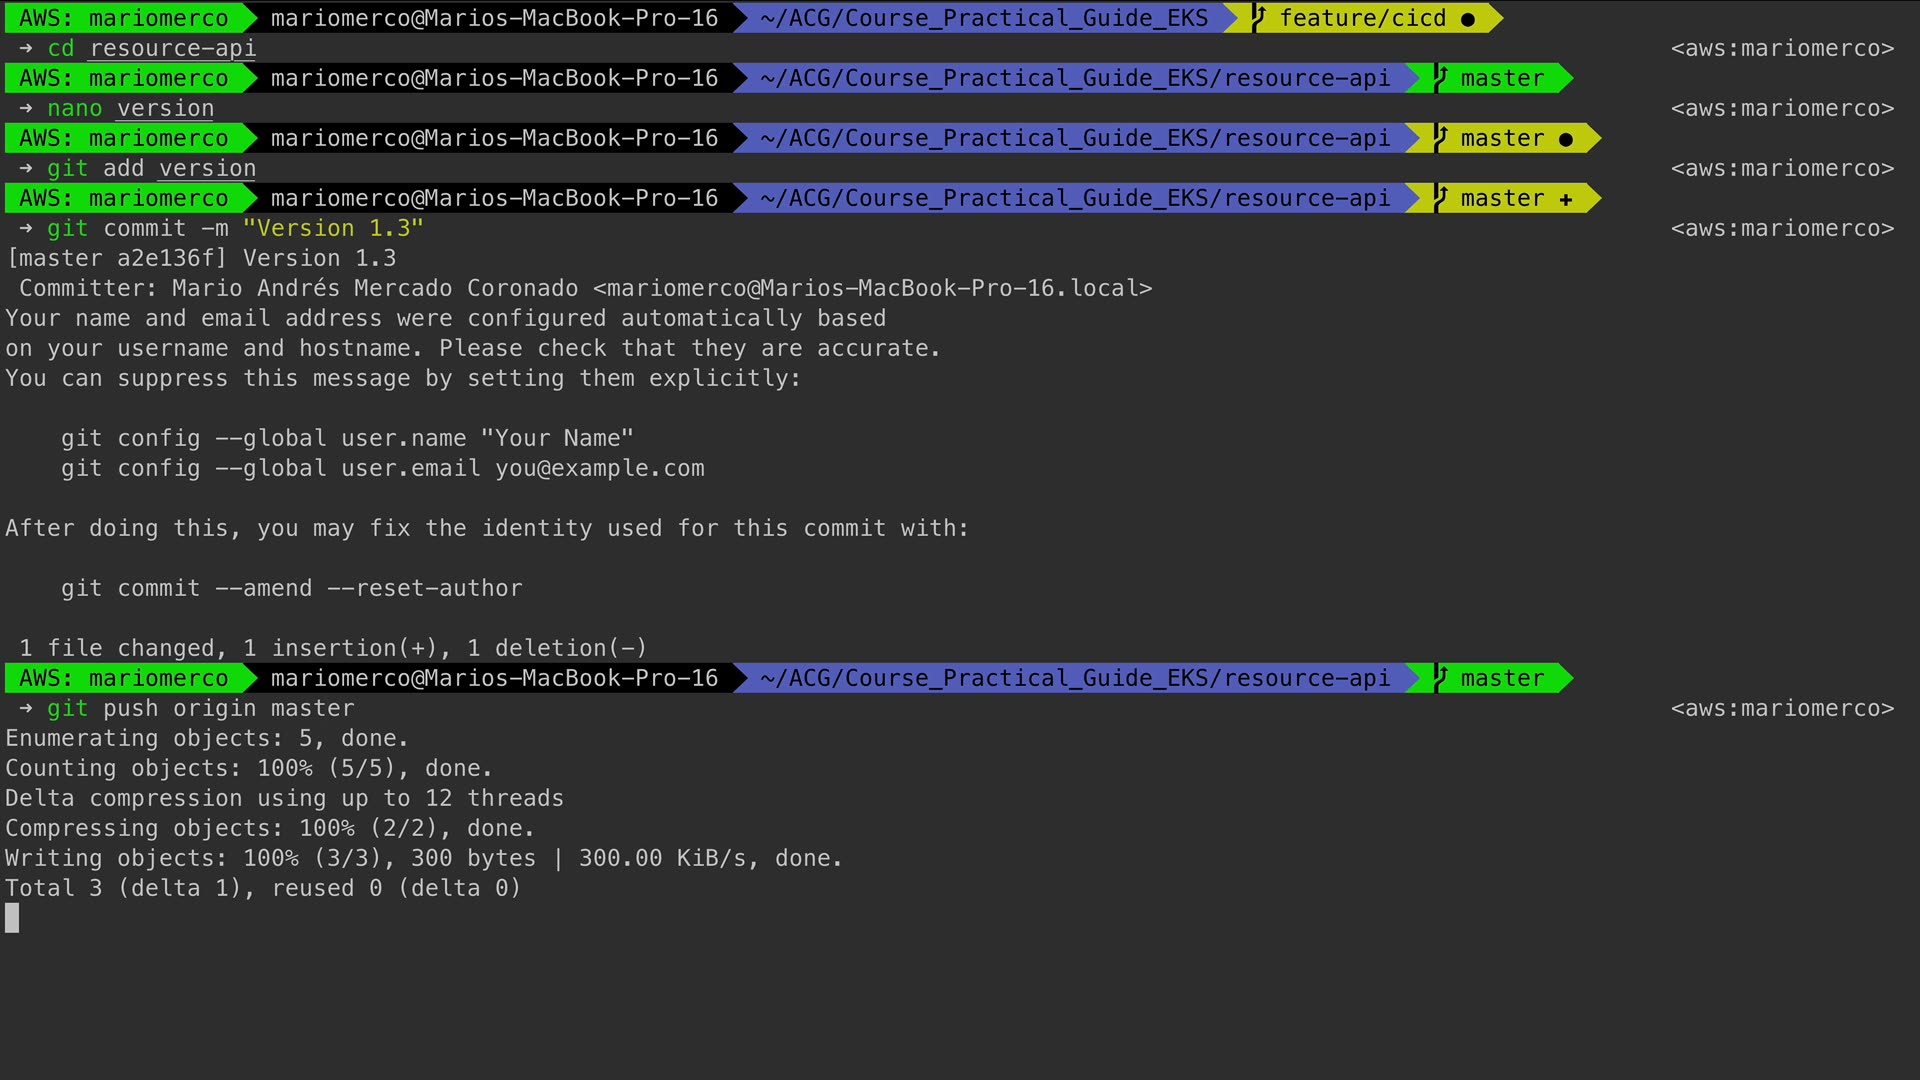 AWS: mariomerco mariomerco@Marios-MacBook-Pro-16 ~/ACG/Course_Practical_Guide_EKS feature/cicd ●
→ cd resource-api <aws:mariomerco>
AWS: mariomerco mariomerco@Marios-MacBook-Pro-16 ~/ACG/Course_Practical_Guide_EKS/resource-api master
→ nano version <aws:mariomerco>
AWS: mariomerco mariomerco@Marios-MacBook-Pro-16 ~/ACG/Course_Practical_Guide_EKS/resource-api master ●
→ git add version <aws:mariomerco>
AWS: mariomerco mariomerco@Marios-MacBook-Pro-16 ~/ACG/Course_Practical_Guide_EKS/resource-api master +
→ git commit -m "Version 1.3" <aws:mariomerco>
[master a2e136f] Version 1.3
Committer: Mario Andrés Mercado Coronado <mariomerco@Marios-MacBook-Pro-16.local>
Your name and email address were configured automatically based
on your username and hostname. Please check that they are accurate.
You can suppress this message by setting them explicitly:
git config --global user.name "Your Name"
git config --global user.email you@example.com
After doing this, you may fix the identity used for this commit with:
git commit --amend --reset-author
1 file changed, 1 insertion(+), 1 deletion(-)
AWS: mariomerco mariomerco@Marios-MacBook-Pro-16 ~/ACG/Course_Practical_Guide_EKS/resource-api master
→ git push origin master <aws:mariomerco>
Enumerating objects: 5, done.
Counting objects: 100% (5/5), done.
Delta compression using up to 12 threads
Compressing objects: 100% (2/2), done.
Writing objects: 100% (3/3), 300 bytes | 300.00 KiB/s, done.
Total 3 (delta 1), reused 0 (delta 0)